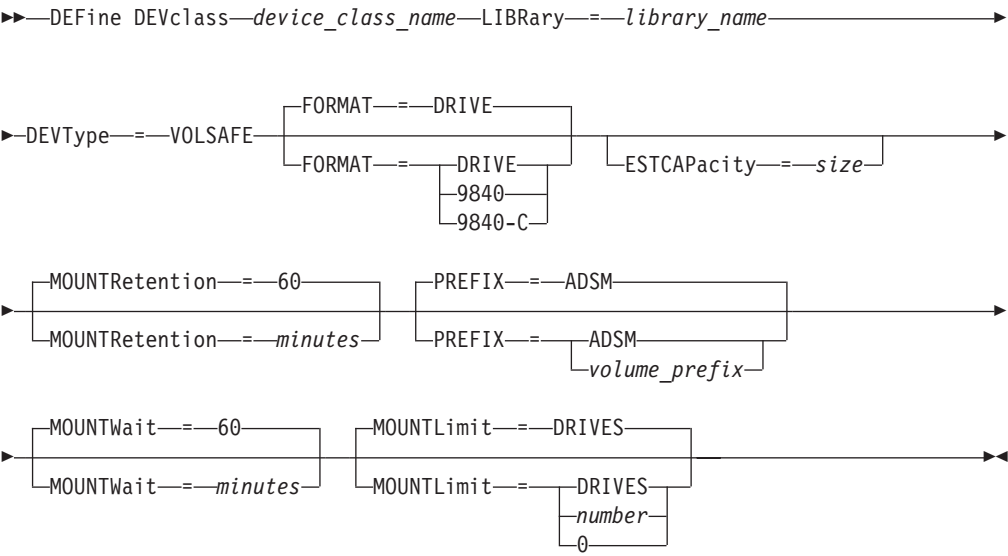 DEFine DEVclass device_class_name LIBRary = library_name
FORMAT = DRIVE
DEVType = VOLSAFE
FORMAT = DRIVE
9840
9840-C
ESTCAPacity = size
MOUNTRetention = 60
MOUNTRetention = minutes
PREFIX = ADSM
PREFIX = ADSM
volume_prefix
MOUNTWait = 60
MOUNTWait = minutes
MOUNTLimit = DRIVES
MOUNTLimit = DRIVES
number
0